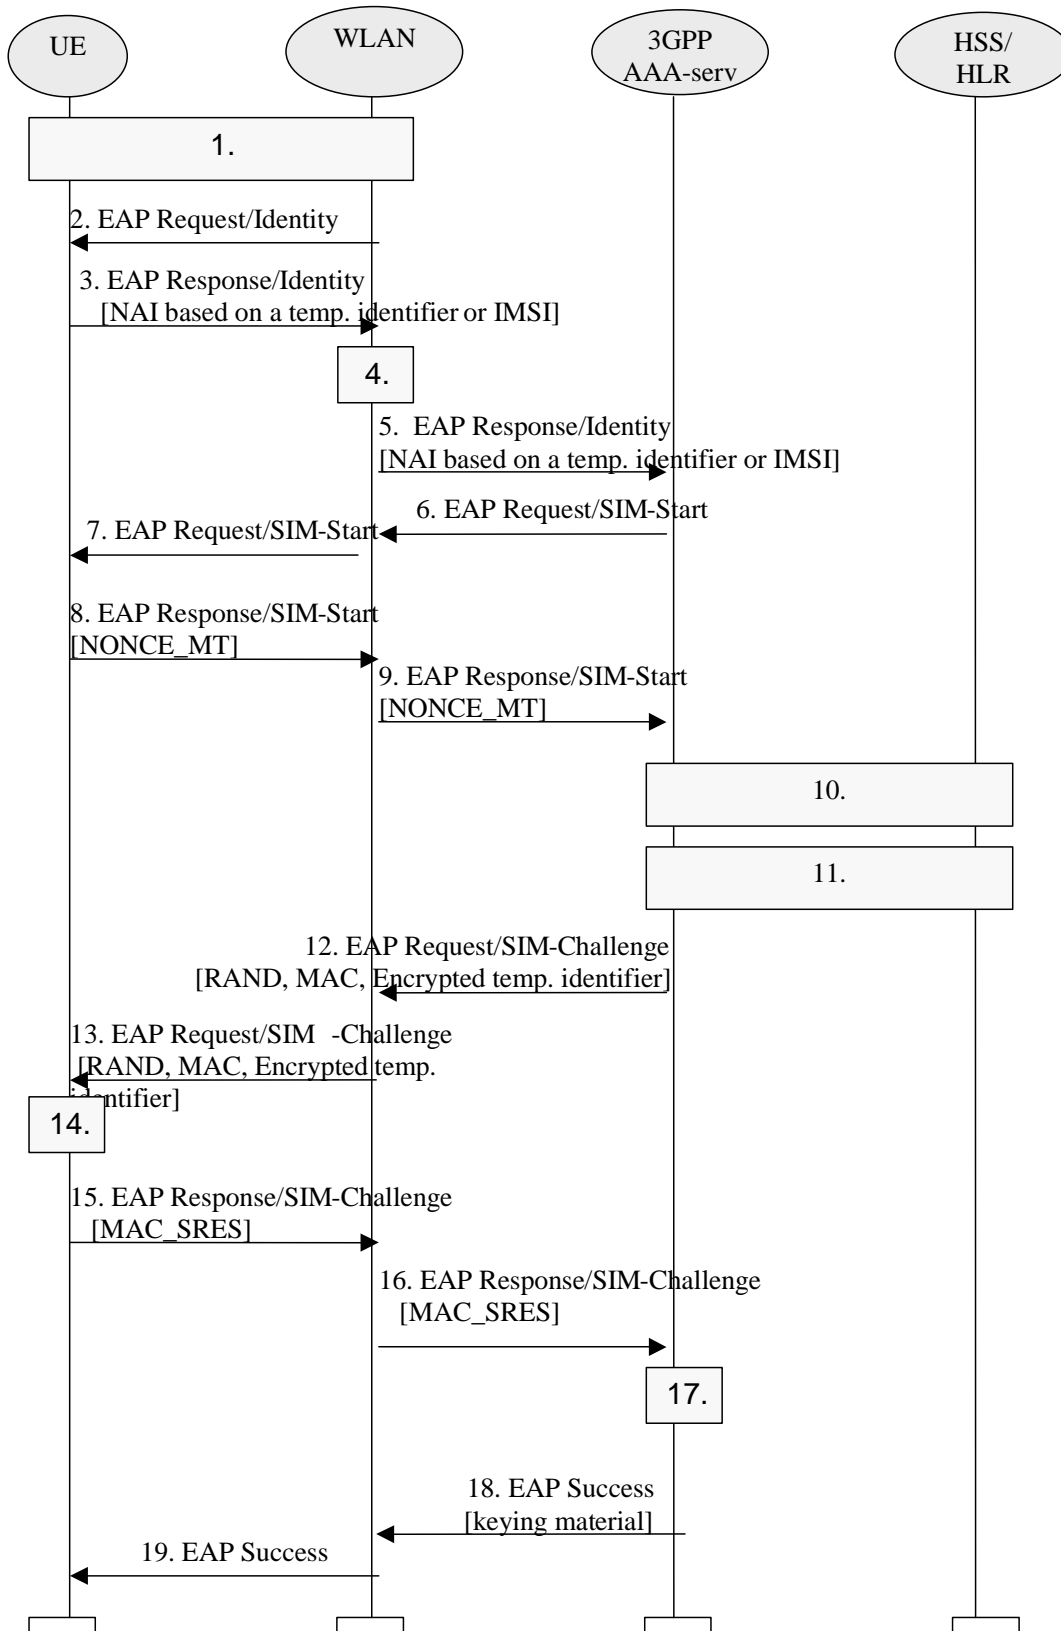 UE
WLAN
3GPP
AAA-serv
HSS/
HLR
1.
2. EAP Request/Identity
3. EAP Response/Identity
[NAI based on a temp. identifier or IMSI]
4.
5. EAP Response/Identity
[NAI based on a temp. identifier or IMSI]
6. EAP Request/SIM-Start
7. EAP Request/SIM-Start
8. EAP Response/SIM-Start
[NONCE_MT]
9. EAP Response/SIM-Start
[NONCE_MT]
10.
11.
12. EAP Request/SIM-Challenge
[RAND, MAC, Encrypted temp. identifier]
13. EAP Request/SIM -Challenge
[RAND, MAC, Encrypted temp.
identifier]
14.
15. EAP Response/SIM-Challenge
[MAC_SRES]
16. EAP Response/SIM-Challenge
[MAC_SRES]
17.
18. EAP Success
[keying material]
19. EAP Success